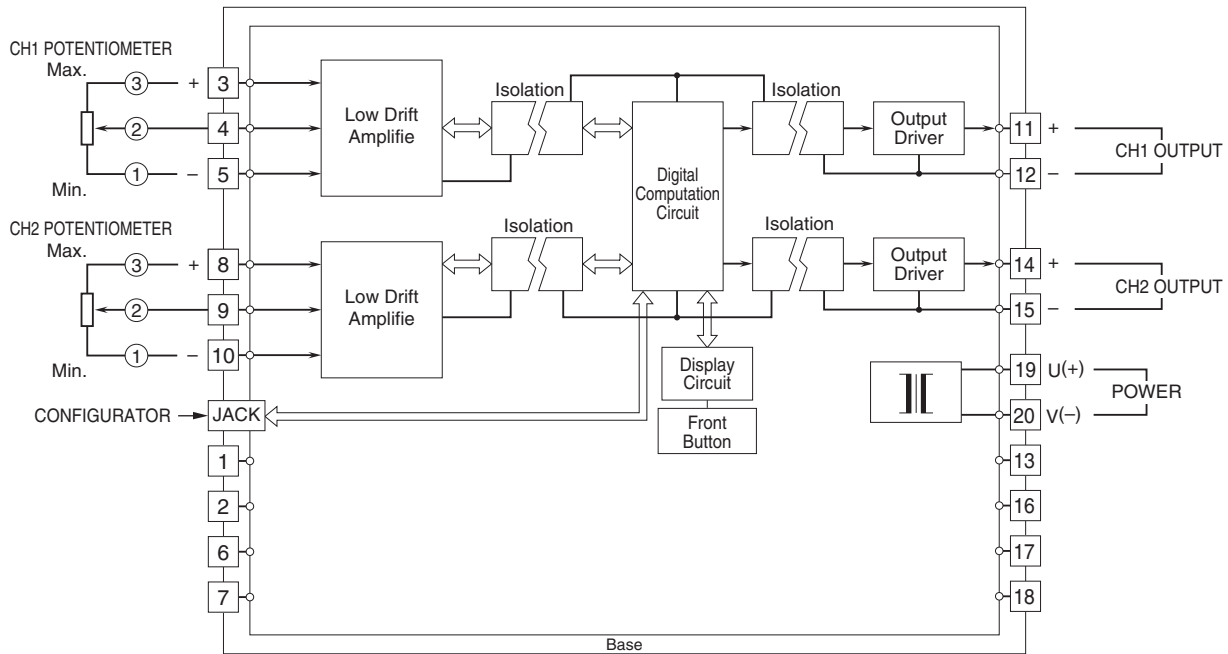 CH1 POTENTIOMETER
Max.
3 + 3
2 4
1 − 5
Min.
CH2 POTENTIOMETER
Max.
3 + 8
2 9
1 − 10
Min.
CONFIGURATOR JACK
1
2
6
7
Low Drift
Amplifie
Isolation
Low Drift
Amplifie
Isolation
Digital
Computation
Circuit
Isolation
Output
Driver
Isolation
Output
Driver
Display
Circuit
Front
Button
11 +
CH1 OUTPUT
12 −
14 +
CH2 OUTPUT
15 −
19 U(+)
POWER
20 V(−)
13
16
17
18
Base